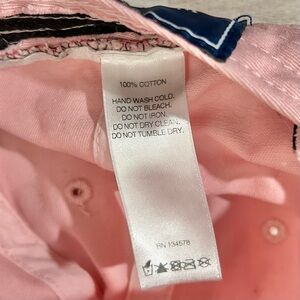 100% COTTON
HAND WASH COLD.
DO NOT BLEACH.
DO NOT IRON.
DO NOT DRY CLEAN.
DO NOT TUMBLE DRY.
RN 134578